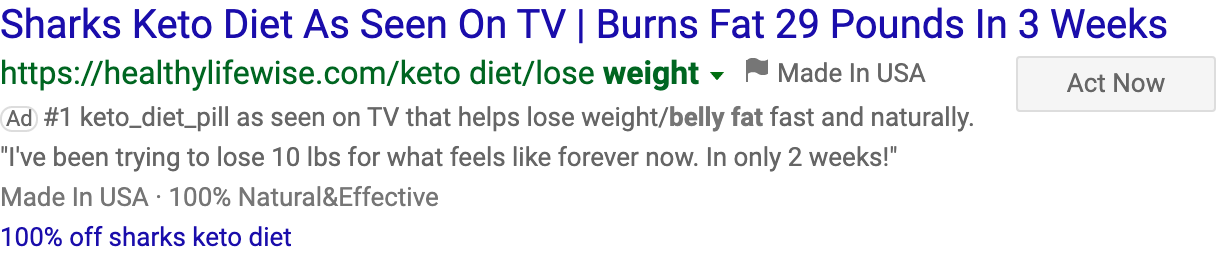 Sharks Keto Diet As Seen On TV | Burns Fat 29 Pounds In 3 Weeks
https://healthylifewise.com/keto diet/lose weight Made In USA
Act Now
Ad #1 keto_diet_pill as seen on TV that helps lose weight/belly fat fast and naturally.
"I've been trying to lose 10 lbs for what feels like forever now. In only 2 weeks!"
Made In USA · 100% Natural&Effective
100% off sharks keto diet